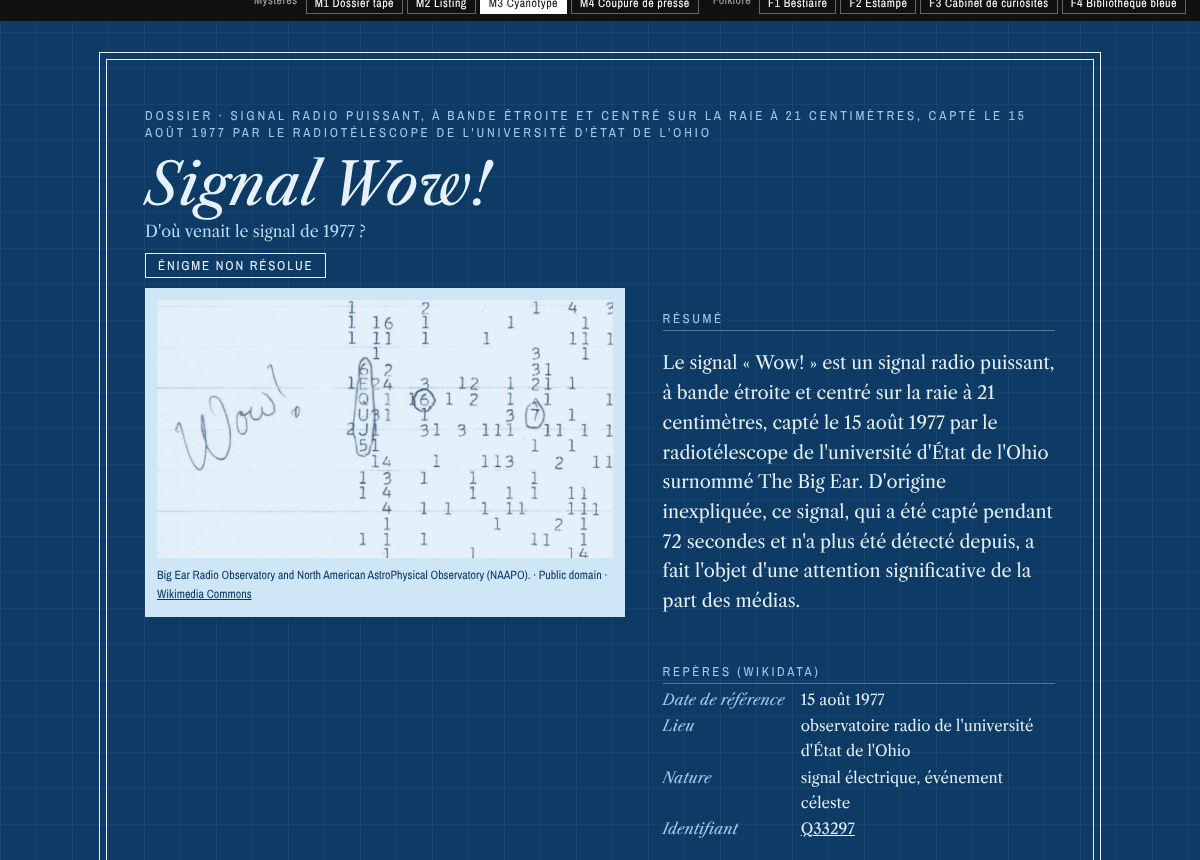 Mystères M1 Dossier tapé M2 Listing M3 Cyanotype M4 Coupure de presse Folklore F1 Bestiaire F2 Estampe F3 Cabinet de curiosités F4 Bibliothèque bleue
DOSSIER · SIGNAL RADIO PUISSANT, À BANDE ÉTROITE ET CENTRÉ SUR LA RAIE À 21 CENTIMÈTRES, CAPTÉ LE 15
AOÛT 1977 PAR LE RADIOTÉLESCOPE DE L'UNIVERSITÉ D'ÉTAT DE L'OHIO
Signal Wow!
D'où venait le signal de 1977 ?
ÉNIGME NON RÉSOLUE
Wow!
6EQUJ5
Big Ear Radio Observatory and North American AstroPhysical Observatory (NAAPO). · Public domain ·
Wikimedia Commons
RÉSUMÉ
Le signal « Wow! » est un signal radio puissant,
à bande étroite et centré sur la raie à 21
centimètres, capté le 15 août 1977 par le
radiotélescope de l'université d'État de l'Ohio
surnommé The Big Ear. D'origine
inexpliquée, ce signal, qui a été capté pendant
72 secondes et n'a plus été détecté depuis, a
fait l'objet d'une attention significative de la
part des médias.
REPÈRES (WIKIDATA)
Date de référence 15 août 1977
Lieu observatoire radio de l'université
d'État de l'Ohio
Nature signal électrique, événement
céleste
Identifiant Q33297